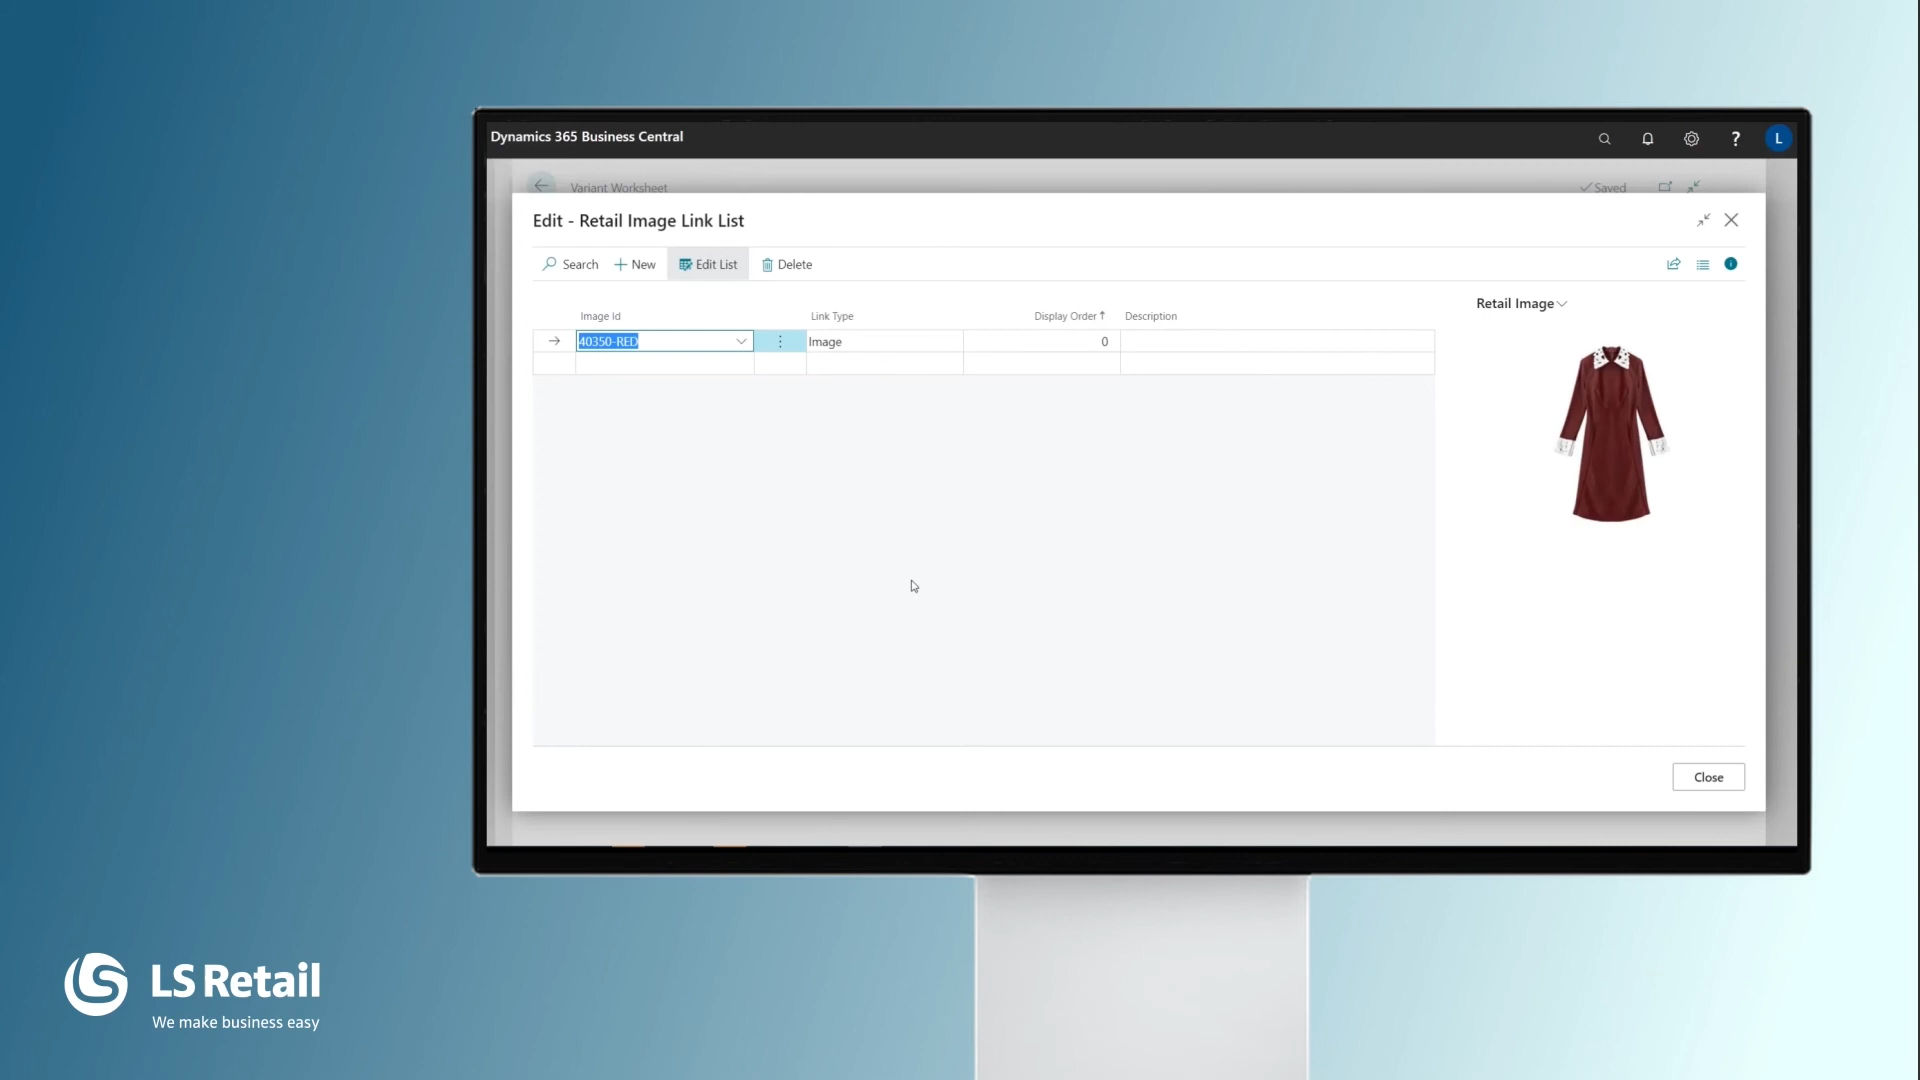 Dynamics 365 Business Central
?
L
Variant Worksheet
Saved
Edit - Retail Image Link List
Search
New
Edit List
Delete
Retail Image
Image Id
Link Type
Display Order
Description
40350-RED
Image
0
Close
LS Retail
We make business easy